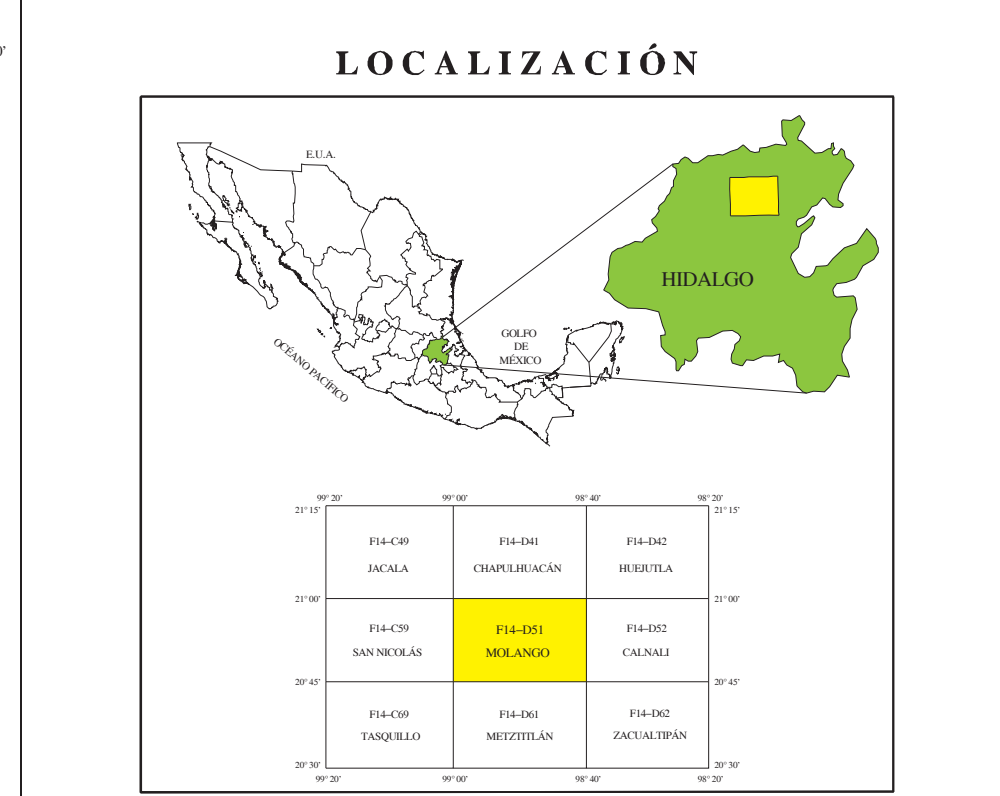 0’
LOCALIZACIÓN
E.U.A.
HIDALGO
GOLFO
DE
MÉXICO
OCÉANO PACÍFICO
99° 20’ 99° 00’ 98° 40’ 98° 20’
21° 15’ 21° 15’
F14–C49 F14–D41 F14–D42
JACALA CHAPULHUACÁN HUEJUTLA
21° 00’ 21° 00’
F14–C59 F14–D51 F14–D52
SAN NICOLÁS MOLANGO CALNALI
20° 45’ 20° 45’
F14–C69 F14–D61 F14–D62
TASQUILLO METZTITLÁN ZACUALTIPÁN
20° 30’ 20° 30’
99° 20’ 99° 00’ 98° 40’ 98° 20’